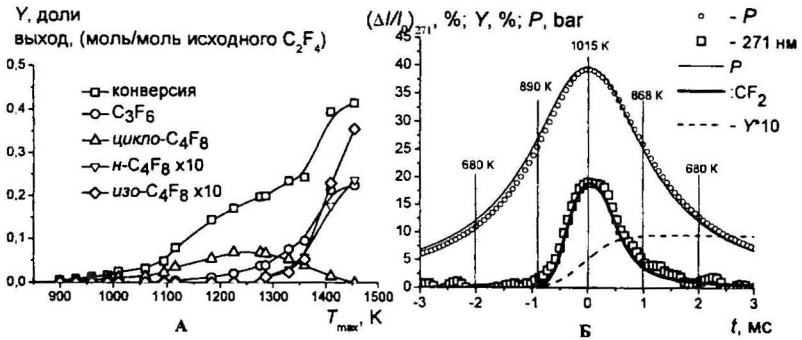 Y, доли
выход, (моль/моль исходного C₂F₄)
0,5
0,4
0,3
0,2
0,1
0,0
конверсия
C₃F₆
цикло-C₄F₈
н-C₄F₈ x10
изо-C₄F₈ x10
900 1000 1100 1200 1300 1400 1500
А
Tmax, K
(ΔI/I₀)₂₇₁, %; Y, %; P, bar
45
40
35
30
25
20
15
10
5
0
1015 K
890 K
868 K
680 K
680 K
- P
- 271 нм
P
:CF₂
- Y*10
-3 -2 -1 0 1 2 3
Б
t, мс